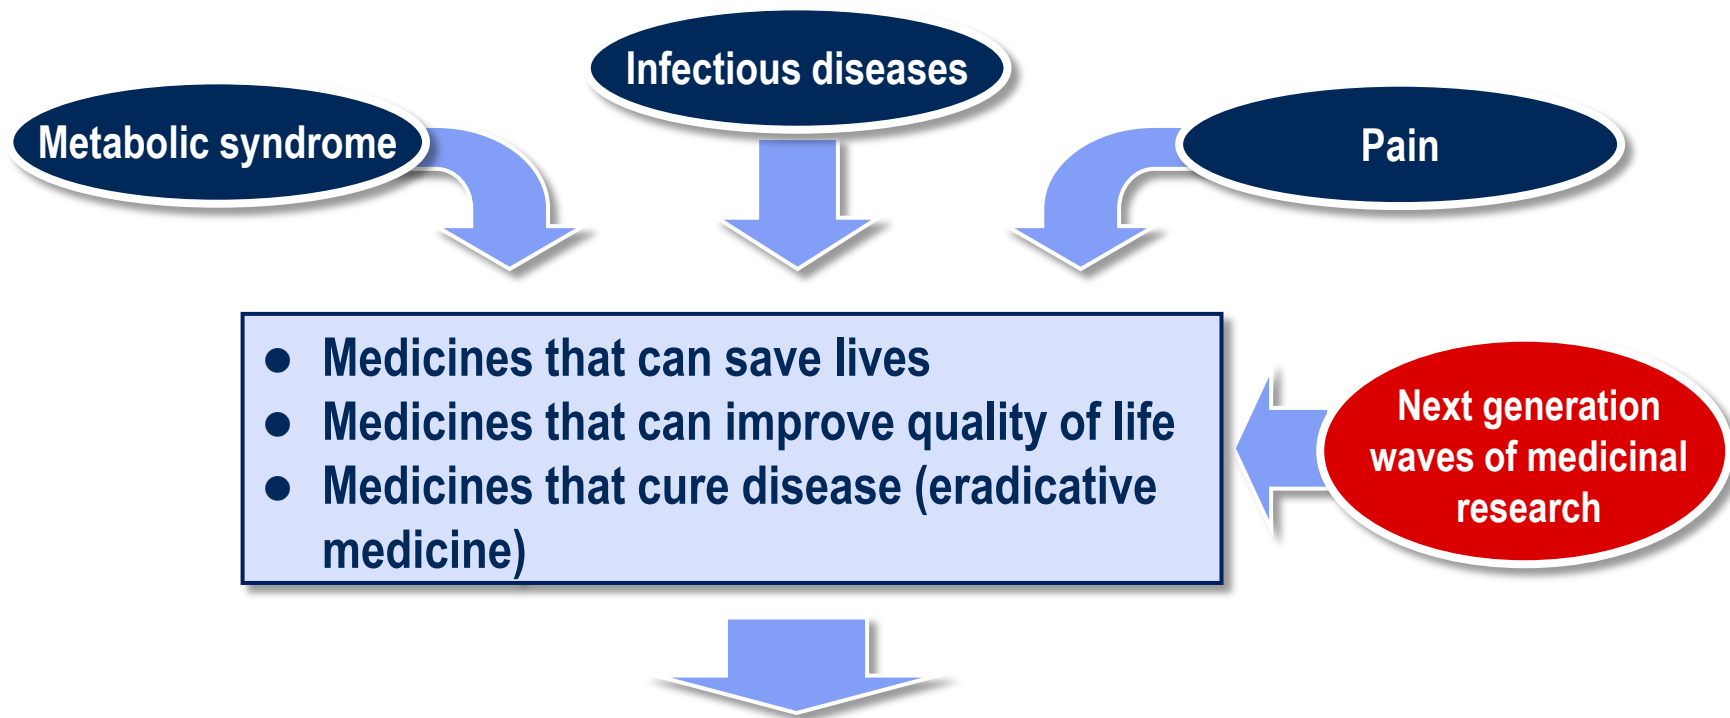 Infectious diseases
Metabolic syndrome
Pain
● Medicines that can save lives
● Medicines that can improve quality of life
● Medicines that cure disease (eradicative
medicine)
Next generation
waves of medicinal
research